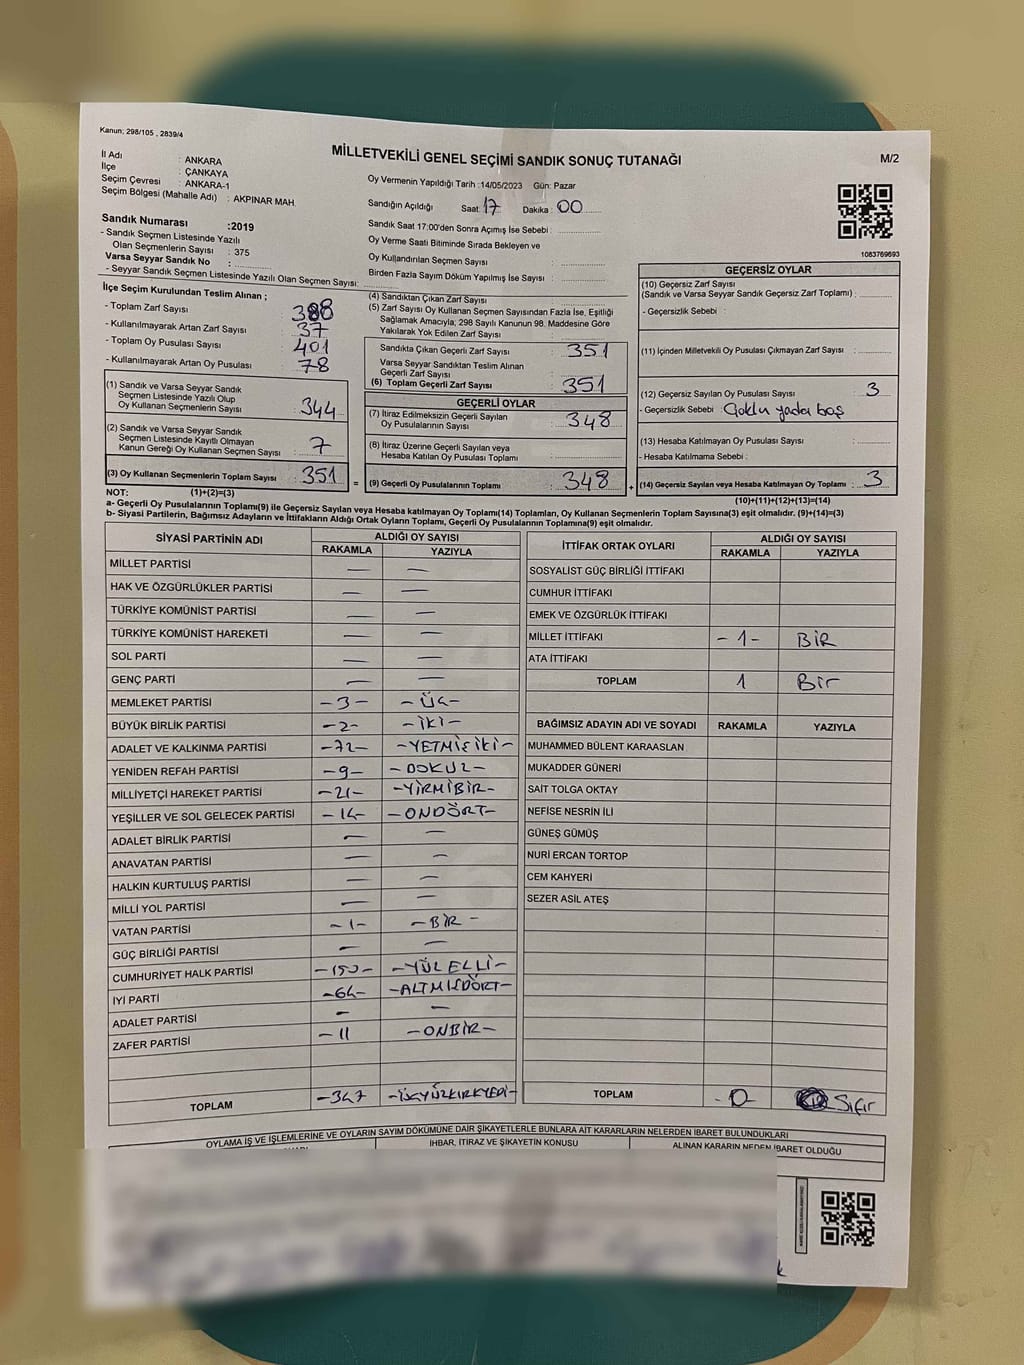 Kanun; 298/105 , 2839/4
MİLLETVEKİLİ GENEL SEÇİMİ SANDIK SONUÇ TUTANAĞI
M/2
İl Adı : ANKARA
İlçe : ÇANKAYA
Seçim Çevresi : ANKARA-1
Seçim Bölgesi (Mahalle Adı) : AKPINAR MAH.
Sandık Numarası :2019
- Sandık Seçmen Listesinde Yazılı
Olan Seçmenlerin Sayısı : 375
Varsa Seyyar Sandık No :
- Seyyar Sandık Seçmen Listesinde Yazılı Olan Seçmen Sayısı:
Oy Vermenin Yapıldığı Tarih :14/05/2023 Gün: Pazar
Sandığın Açıldığı Saat: 17 Dakika : 00
Sandık Saat 17:00'den Sonra Açımış İse Sebebi :
Oy Verme Saati Bitiminde Sırada Bekleyen ve
Oy Kullandırılan Seçmen Sayısı :
Birden Fazla Sayım Döküm Yapılmış İse Sayısı :
1083769693
İlçe Seçim Kurulundan Teslim Alınan ;
- Toplam Zarf Sayısı : 388
- Kullanılmayarak Artan Zarf Sayısı : 37
- Toplam Oy Pusulası Sayısı : 401
- Kullanılmayarak Artan Oy Pusulası : 78
(1) Sandık ve Varsa Seyyar Sandık
Seçmen Listesinde Yazılı Olup
Oy Kullanan Seçmenlerin Sayısı : 344
(2) Sandık ve Varsa Seyyar Sandık
Seçmen Listesinde Kayıtlı Olmayan
Kanun Gereği Oy Kullanan Seçmen Sayısı : 7
(3) Oy Kullanan Seçmenlerin Toplam Sayısı : 351
(4) Sandıktan Çıkan Zarf Sayısı :
(5) Zarf Sayısı Oy Kullanan Seçmen Sayısından Fazla İse, Eşitliği
Sağlamak Amacıyla; 298 Sayılı Kanunun 98. Maddesine Göre
Yakılarak Yok Edilen Zarf Sayısı :
Sandıkta Çıkan Geçerli Zarf Sayısı : 351
Varsa Seyyar Sandıktan Teslim Alınan
Geçerli Zarf Sayısı :
(6) Toplam Geçerli Zarf Sayısı : 351
GEÇERLİ OYLAR
(7) İtiraz Edilmeksizin Geçerli Sayılan
Oy Pusulalarının Sayısı : 348
(8) İtiraz Üzerine Geçerli Sayılan veya
Hesaba Katılan Oy Pusulası Toplamı :
= (9) Geçerli Oy Pusulalarının Toplamı : 348 +
GEÇERSİZ OYLAR
(10) Geçersiz Zarf Sayısı
(Sandık ve Varsa Seyyar Sandık Geçersiz Zarf Toplamı) :
- Geçersizlik Sebebi :
(11) İçinden Milletvekili Oy Pusulası Çıkmayan Zarf Sayısı :
(12) Geçersiz Sayılan Oy Pusulası Sayısı : 3
- Geçersizlik Sebebi : Çoklu yada boş
(13) Hesaba Katılmayan Oy Pusulası Sayısı :
- Hesaba Katılmama Sebebi :
(14) Geçersiz Sayılan veya Hesaba Katılmayan Oy Toplamı : 3
NOT: (1)+(2)=(3)
(10)+(11)+(12)+(13)=(14)
a- Geçerli Oy Pusulalarının Toplamı(9) ile Geçersiz Sayılan veya Hesaba katılmayan Oy Toplamı(14) Toplamları, Oy Kullanan Seçmenlerin Toplam Sayısına(3) eşit olmalıdır. (9)+(14)=(3)
b- Siyasi Partilerin, Bağımsız Adayların ve İttifakların Aldığı Ortak Oyların Toplamı, Geçerli Oy Pusulalarının Toplamına(9) eşit olmalıdır.
SİYASİ PARTİNİN ADI ALDIĞI OY SAYISI
RAKAMLA YAZIYLA
MİLLET PARTİSİ — —
HAK VE ÖZGÜRLÜKLER PARTİSİ — —
TÜRKİYE KOMÜNİST PARTİSİ — —
TÜRKİYE KOMÜNİST HAREKETİ — —
SOL PARTİ — —
GENÇ PARTİ — —
MEMLEKET PARTİSİ -3- -ÜÇ-
BÜYÜK BİRLİK PARTİSİ -2- -İKİ-
ADALET VE KALKINMA PARTİSİ -72- -YETMİŞİKİ-
YENİDEN REFAH PARTİSİ -9- -DOKUZ-
MİLLİYETÇİ HAREKET PARTİSİ -21- -YİRMİBİR-
YEŞİLLER VE SOL GELECEK PARTİSİ -14- -ONDÖRT-
ADALET BİRLİK PARTİSİ — —
ANAVATAN PARTİSİ — —
HALKIN KURTULUŞ PARTİSİ — —
MİLLİ YOL PARTİSİ — —
VATAN PARTİSİ -1- -BİR-
GÜÇ BİRLİĞİ PARTİSİ — —
CUMHURİYET HALK PARTİSİ -150- -YÜZELLİ-
İYİ PARTİ -64- -ALTMIŞDÖRT-
ADALET PARTİSİ — —
ZAFER PARTİSİ -11 -ONBİR-
TOPLAM -347 -ÜÇYÜZKIRKYEDİ-
İTTİFAK ORTAK OYLARI ALDIĞI OY SAYISI
RAKAMLA YAZIYLA
SOSYALİST GÜÇ BİRLİĞİ İTTİFAKI
CUMHUR İTTİFAKI
EMEK VE ÖZGÜRLÜK İTTİFAKI
MİLLET İTTİFAKI -1- BİR
ATA İTTİFAKI
TOPLAM 1 Bir
BAĞIMSIZ ADAYIN ADI VE SOYADI RAKAMLA YAZIYLA
MUHAMMED BÜLENT KARAASLAN
MUKADDER GÜNERİ
SAİT TOLGA OKTAY
NEFİSE NESRİN İLİ
GÜNEŞ GÜMÜŞ
NURİ ERCAN TORTOP
CEM KAHYERİ
SEZER ASİL ATEŞ
TOPLAM -0- Sıfır
OYLAMA İŞ VE İŞLEMLERİNE VE OYLARIN SAYIM DÖKÜMÜNE DAİR ŞİKAYETLERLE BUNLARA AİT KARARLARIN NELERDEN İBARET BULUNDUKLARI
İHBAR, İTİRAZ VE ŞİKAYETİN KONUSU
ALINAN KARARIN NEDEN İBARET OLDUĞU